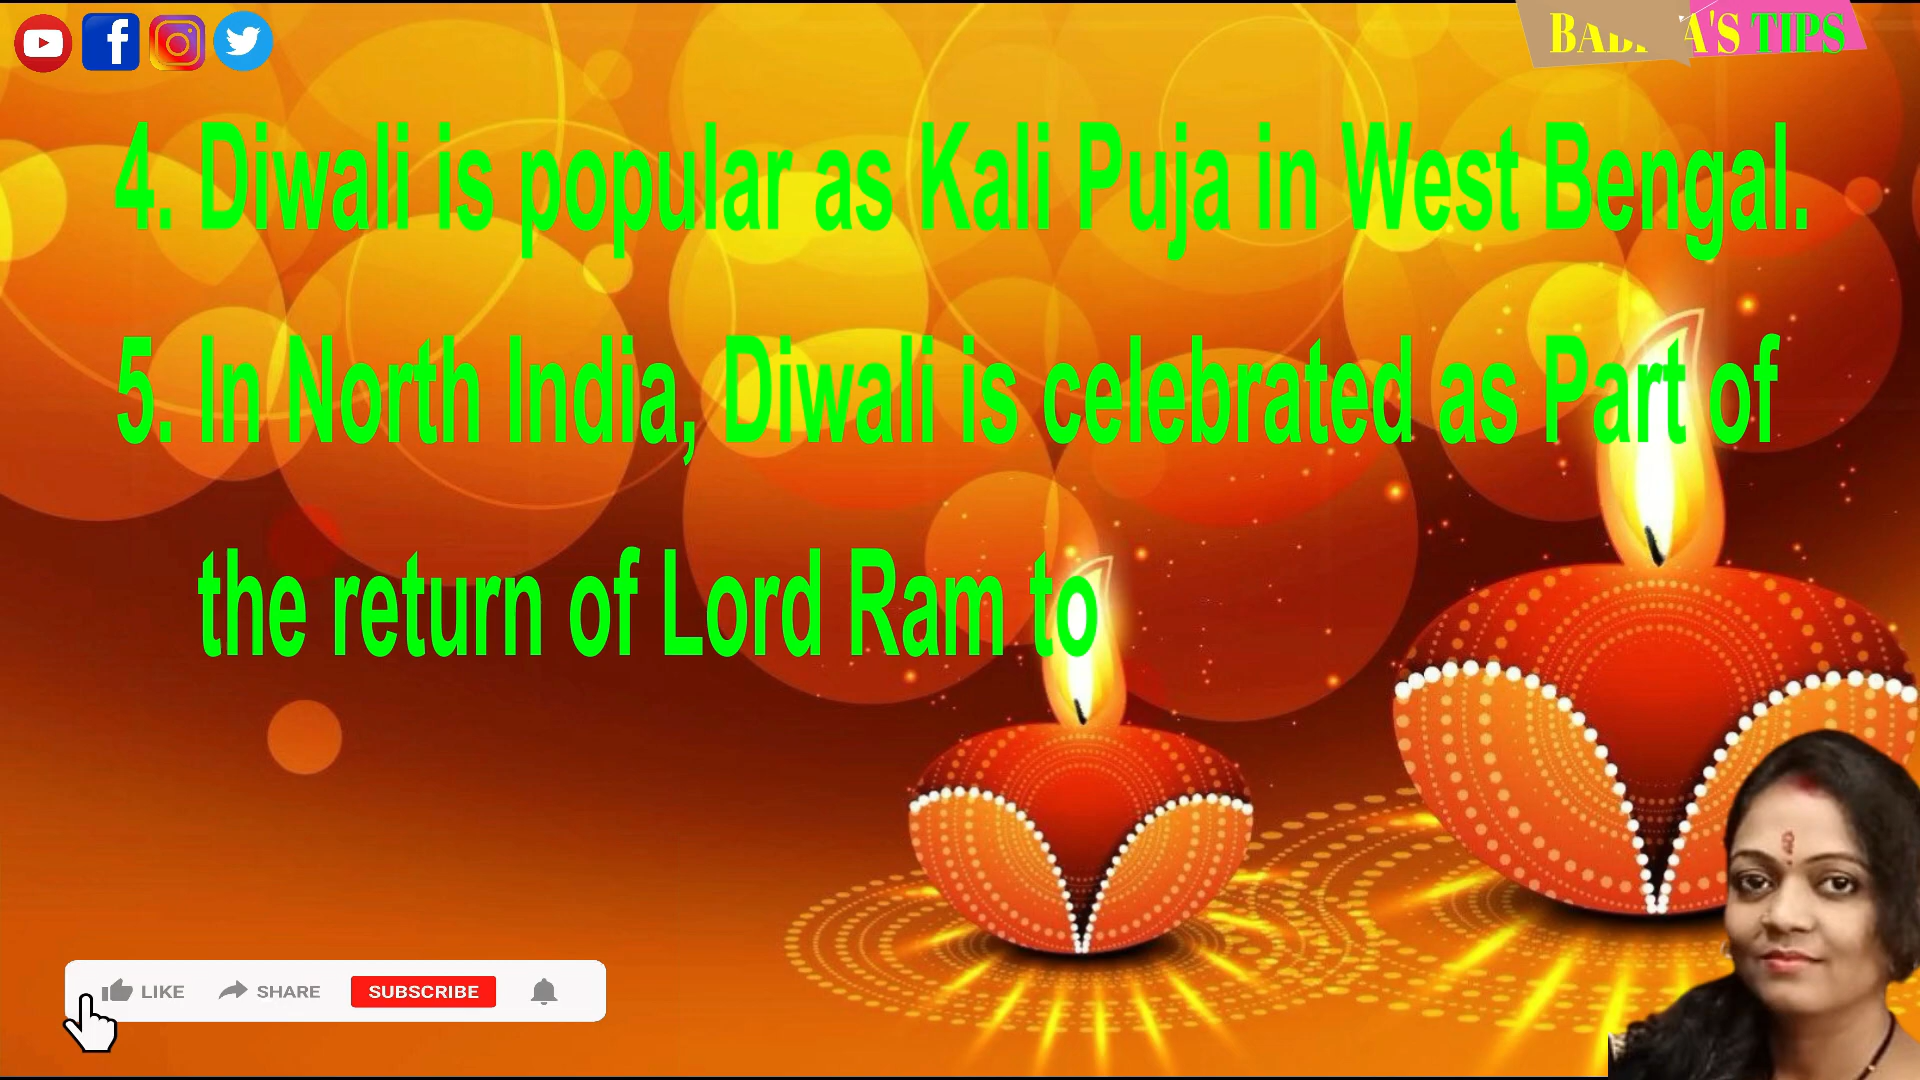 TIPS
4. Diwali is popular as Kali Puja in West Bengal.
5. In North India, Diwali is celebrated as Part of
the return of Lord Ram to
LIKE SHARE SUBSCRIBE